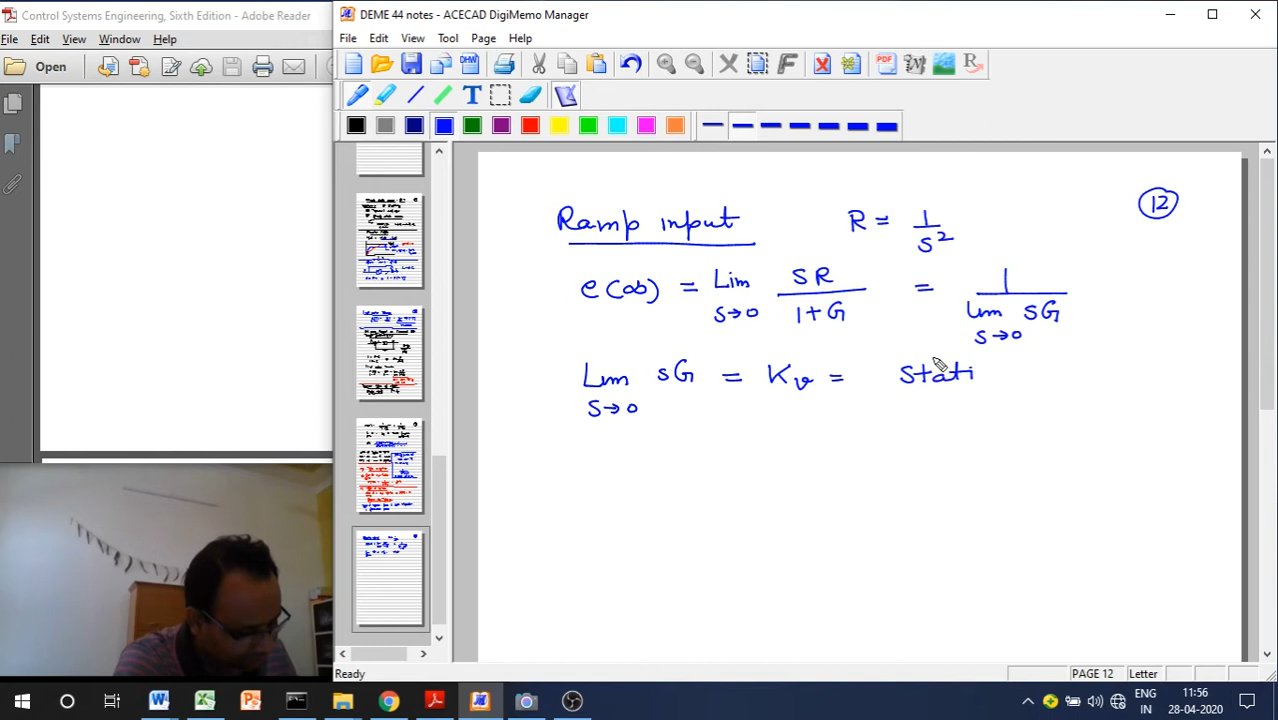 Control Systems Engineering, Sixth Edition - Adobe Reader
File Edit View Window Help
Open
DEME 44 notes - ACECAD DigiMemo Manager
File Edit View Tool Page Help
12
Ramp input R = 1/s²
e(∞) = Lim s→0 sR/(1+G) = 1/(lim s→0 sG)
Lim s→0 sG = Kv = Stati
Ready PAGE 12 Letter
ENG 11:56
IN 28-04-2020